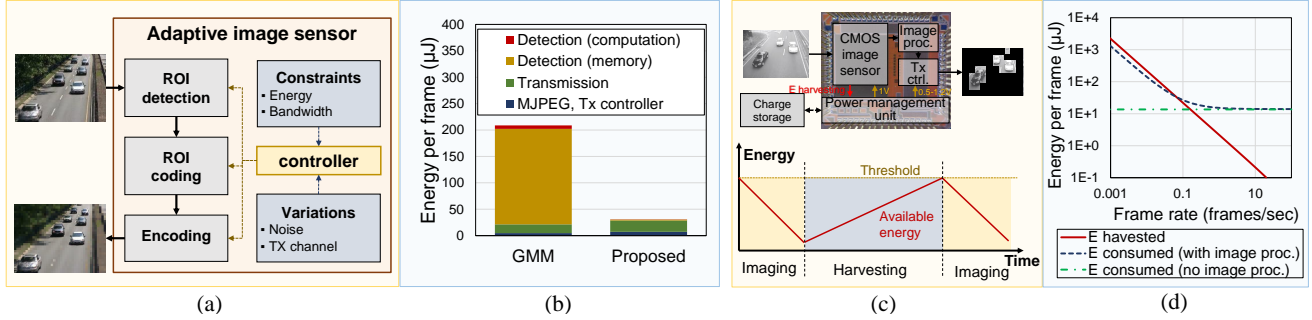 Adaptive image sensor
ROI
detection
ROI
coding
Encoding
Constraints
▪ Energy
▪ Bandwidth
controller
Variations
▪ Noise
▪ TX channel
(a)
Energy per frame (µJ)
400
350
300
250
200
150
100
50
0
Detection (computation)
Detection (memory)
Transmission
MJPEG, Tx controller
GMM
Proposed
(b)
CMOS
image
sensor
Image
proc.
Tx
ctrl.
E harvesting
1V
Power management
unit
Charge
storage
Energy
Threshold
Available
energy
Time
Imaging
Harvesting
Imaging
(c)
Energy per frame (µJ)
1E+4
1E+3
1E+2
1E+1
1E+0
1E-1
0.001
0.1
10
Frame rate (frames/sec)
E havested
E consumed (with image proc.)
E consumed (no image proc.)
(d)